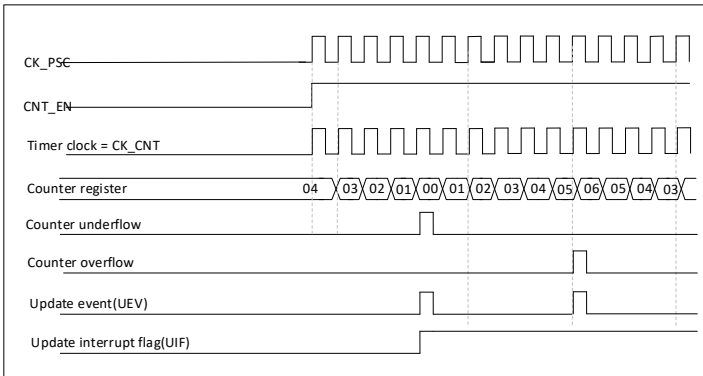 CK_PSC
CNT_EN
Timer clock = CK_CNT
Counter register 04 03 02 01 00 01 02 03 04 05 06 05 04 03
Counter underflow
Counter overflow
Update event(UEV)
Update interrupt flag(UIF)